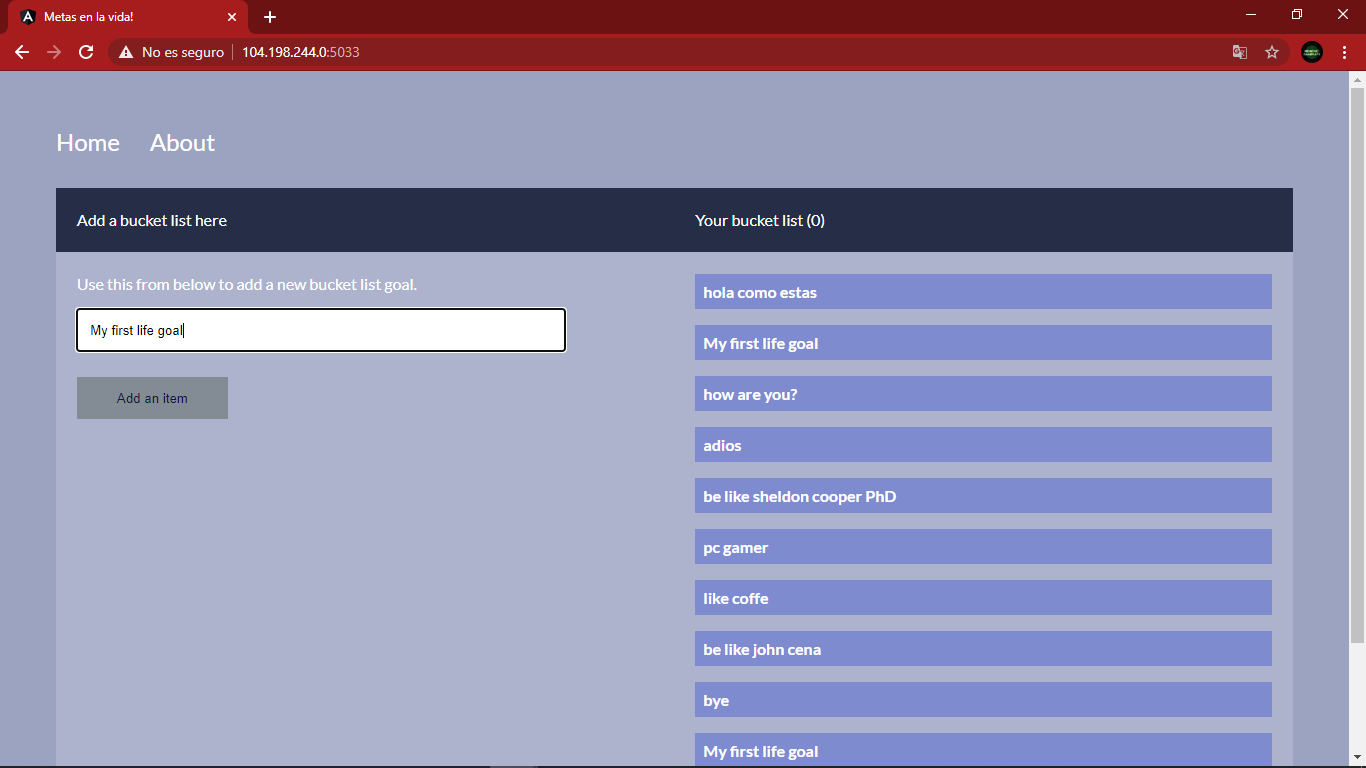 Metas en la vida!
No es seguro
104.198.244.0:5033
Home About
Add a bucket list here
Your bucket list (0)
Use this from below to add a new bucket list goal.
My first life goal
Add an item
hola como estas
My first life goal
how are you?
adios
be like sheldon cooper PhD
pc gamer
like coffe
be like john cena
bye
My first life goal